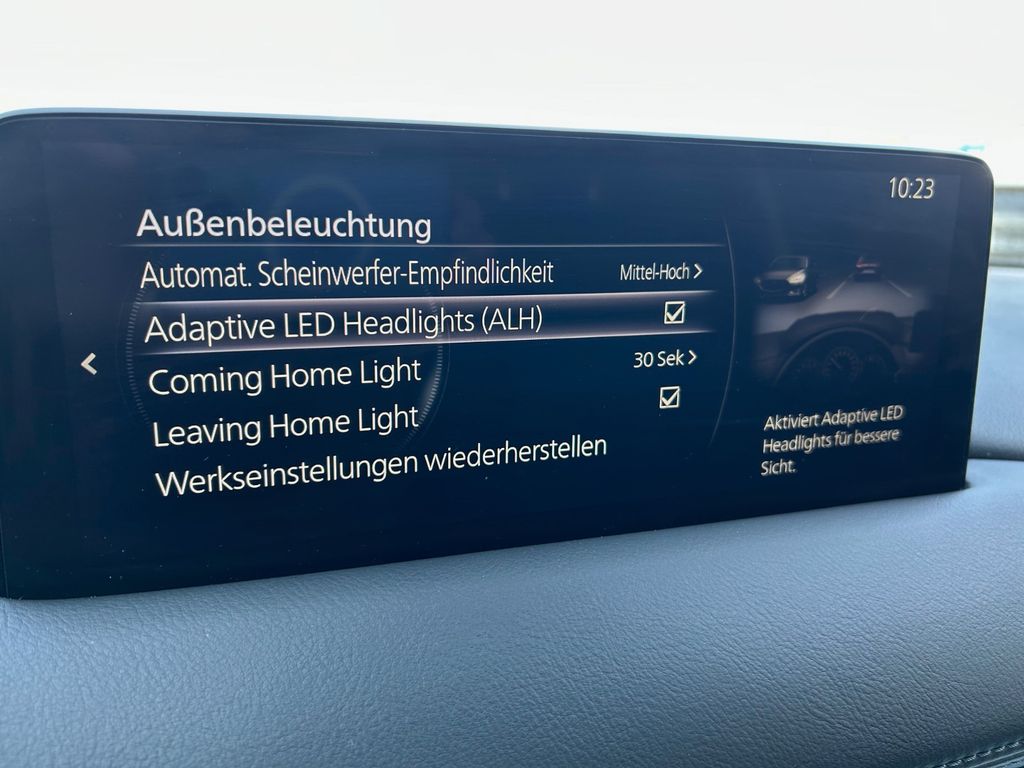 10:23
Außenbeleuchtung
Automat. Scheinwerfer-Empfindlichkeit Mittel-Hoch >
Adaptive LED Headlights (ALH)
Coming Home Light 30 Sek >
Leaving Home Light
Werkseinstellungen wiederherstellen
Aktiviert Adaptive LED
Headlights für bessere
Sicht.